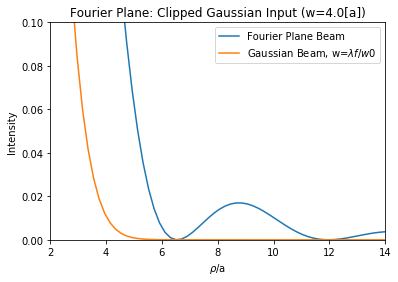 Fourier Plane: Clipped Gaussian Input (w=4.0[a])
Fourier Plane Beam
Gaussian Beam, w=λf/w0
Intensity
0.10
0.08
0.06
0.04
0.02
0.00
2 4 6 8 10 12 14
ρ/a